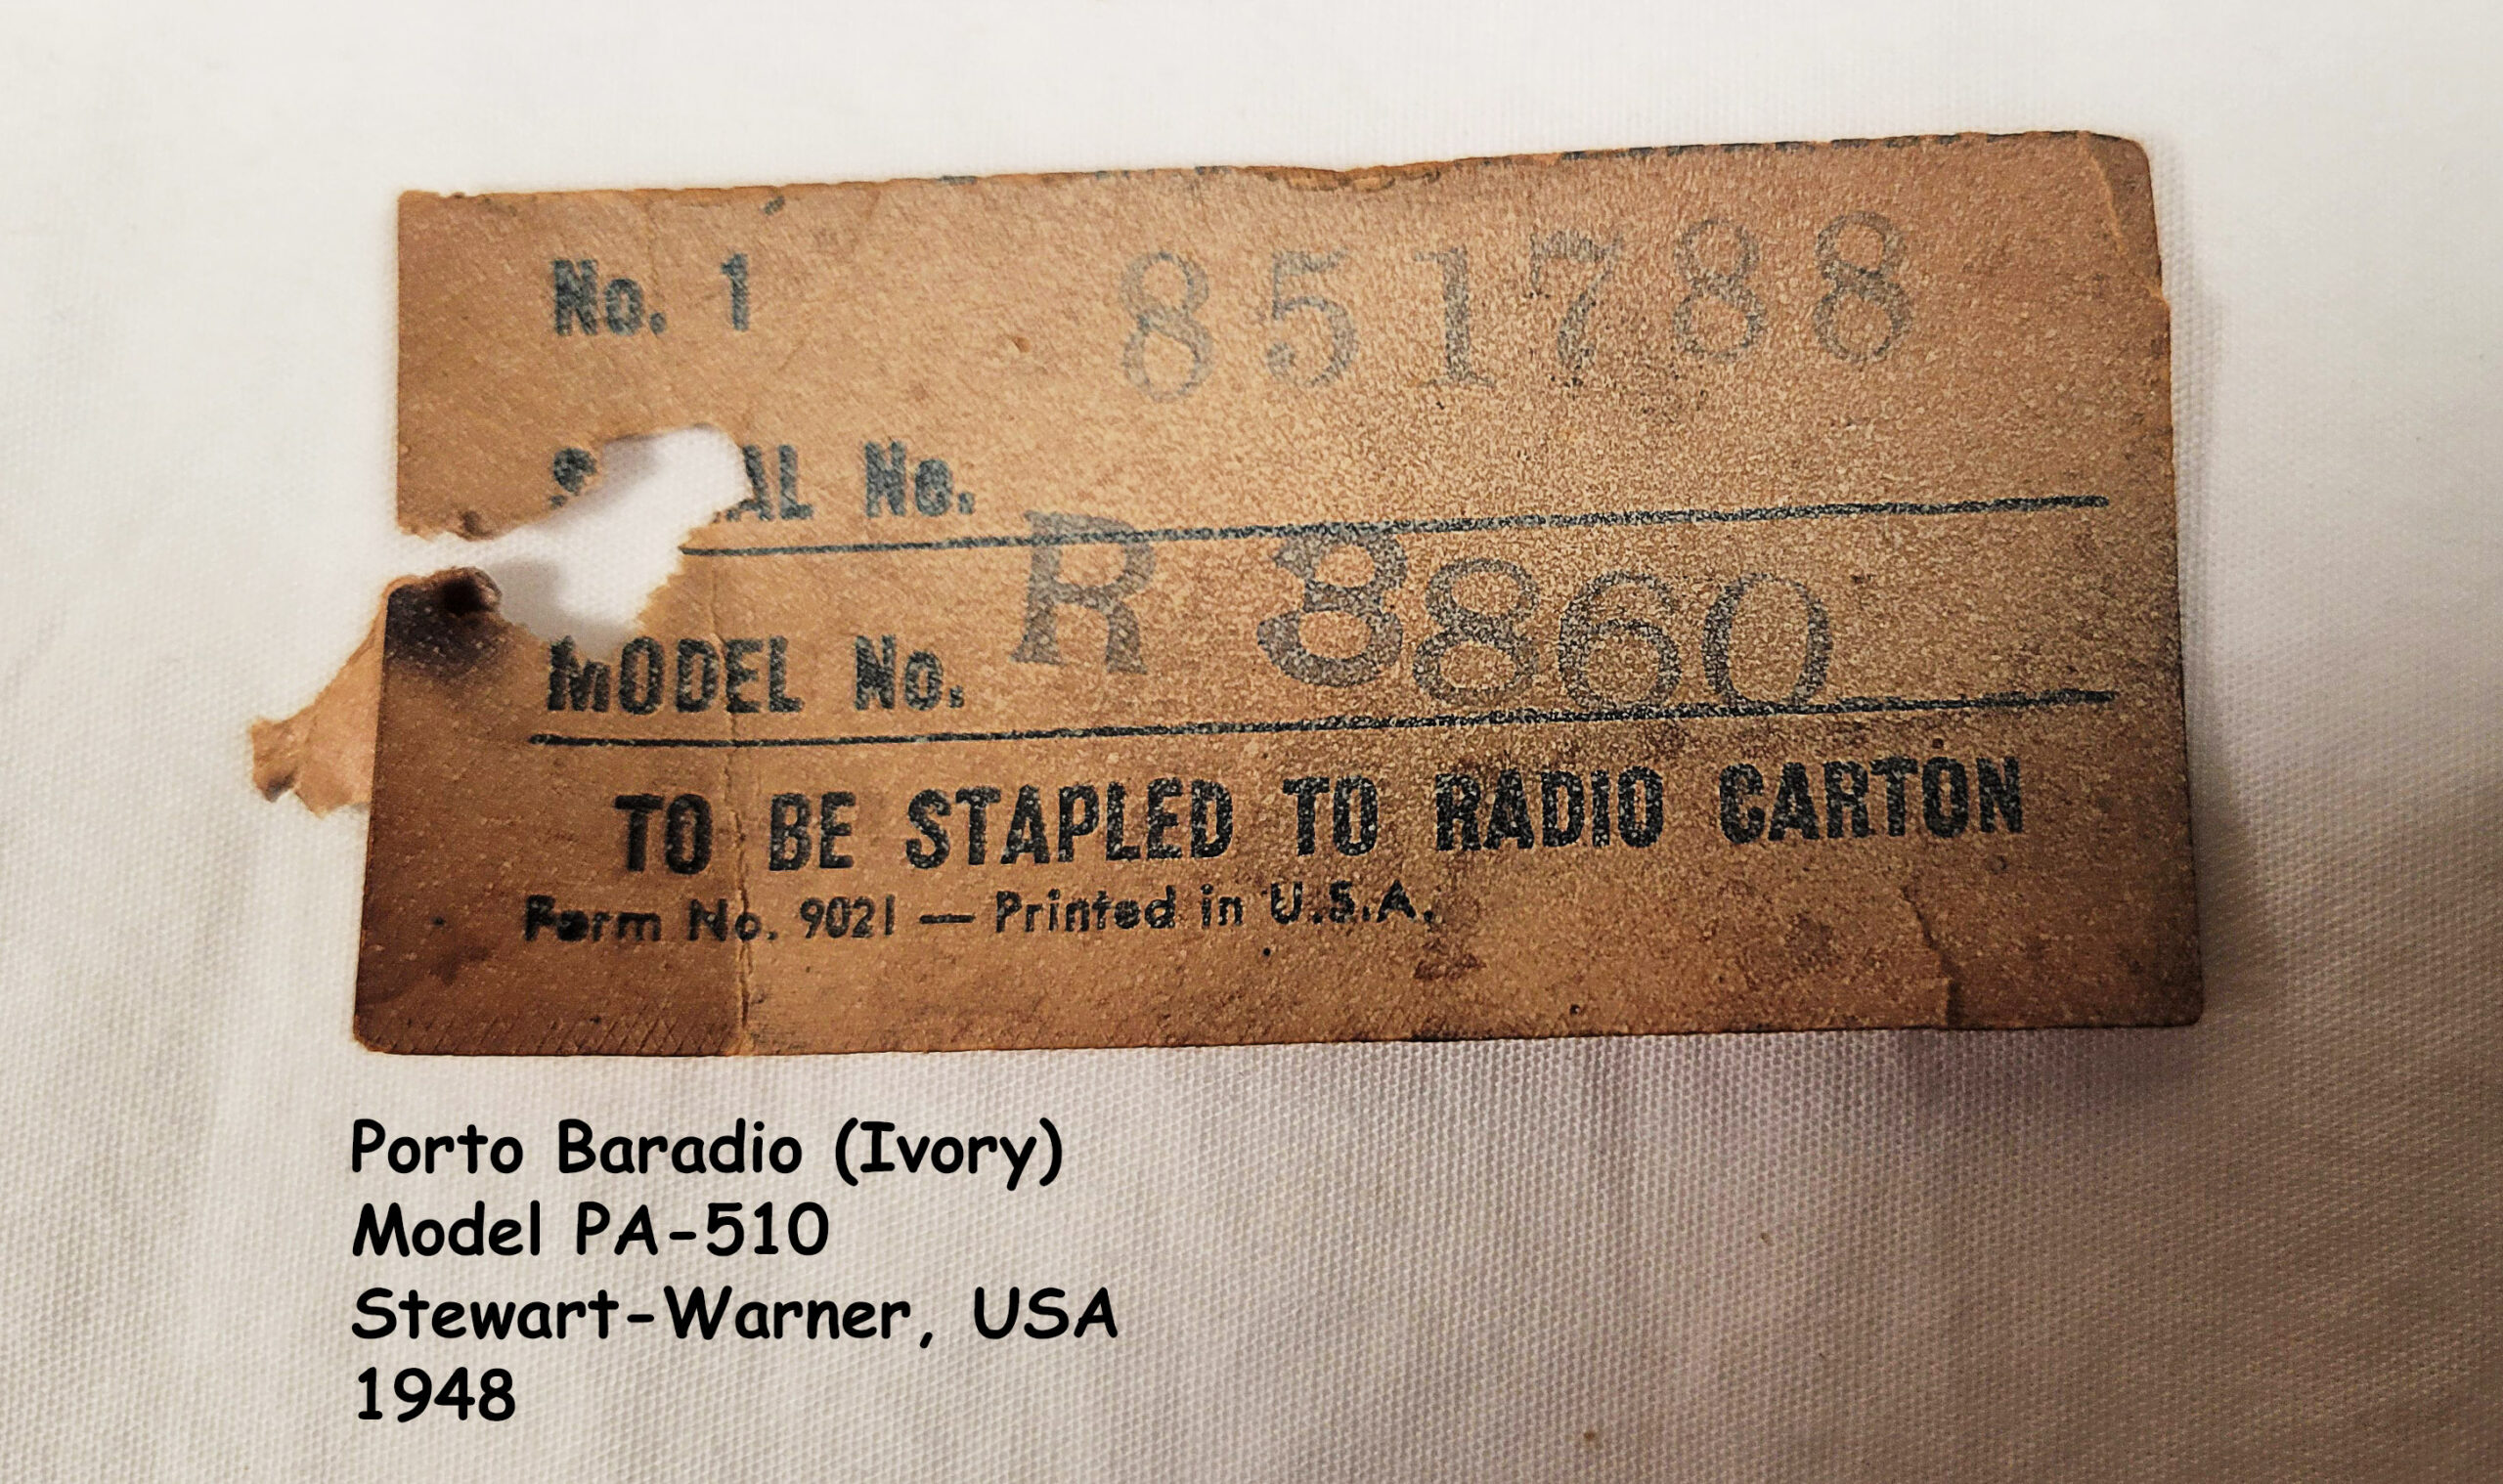 No. 1 851788
AL No.
MODEL No. R
TO BE STAPLED TO RADIO CARTON
Form No. 9021 — Printed in U.S.A.
Porto Baradio (Ivory)
Model PA-510
Stewart-Warner, USA
1948